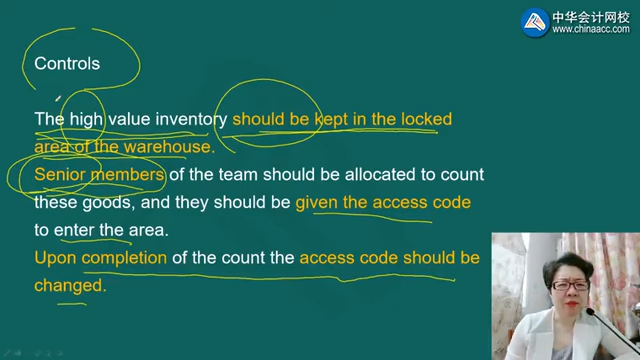 中华会计网校
www.chinaacc.com
Controls
The high value inventory should be kept in the locked
area of the warehouse.
Senior members of the team should be allocated to count
these goods, and they should be given the access code
to enter the area.
Upon completion of the count the access code should be
changed.